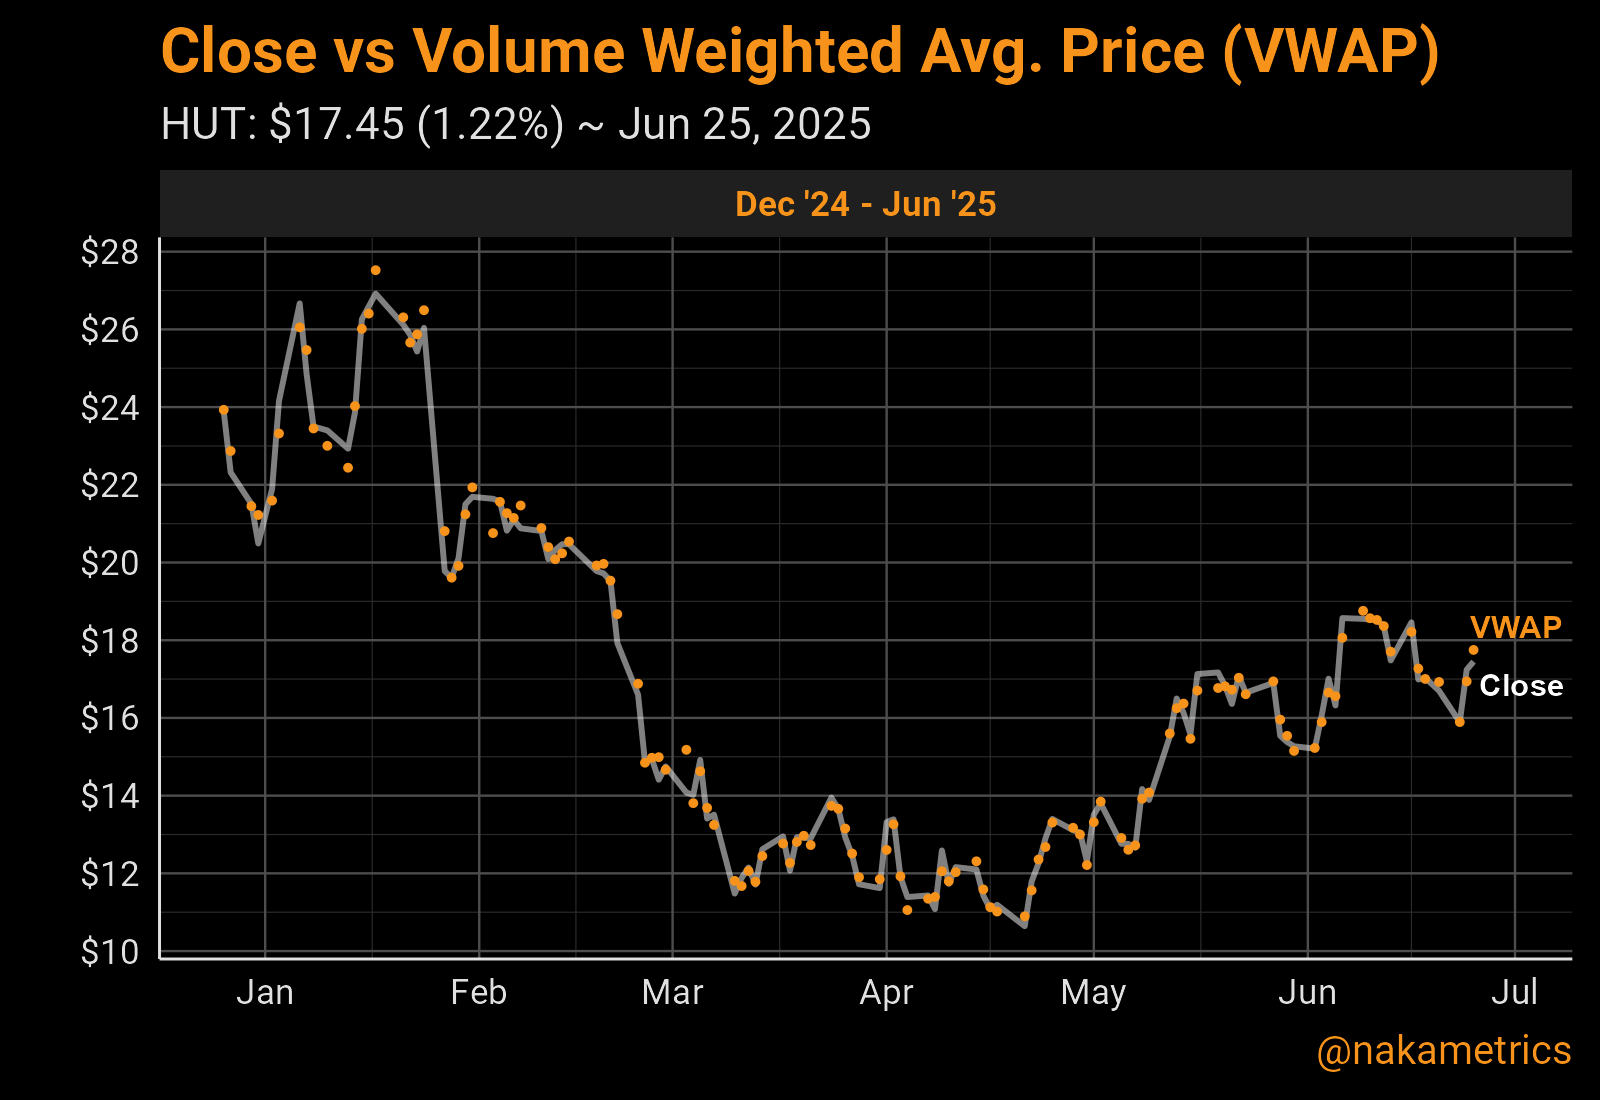 Close vs Volume Weighted Avg. Price (VWAP)
HUT: $17.45 (1.22%) ~ Jun 25, 2025
Dec '24 - Jun '25
$28
$26
$24
$22
$20
$18
$16
$14
$12
$10
VWAP
Close
Jan Feb Mar Apr May Jun Jul
@nakametrics